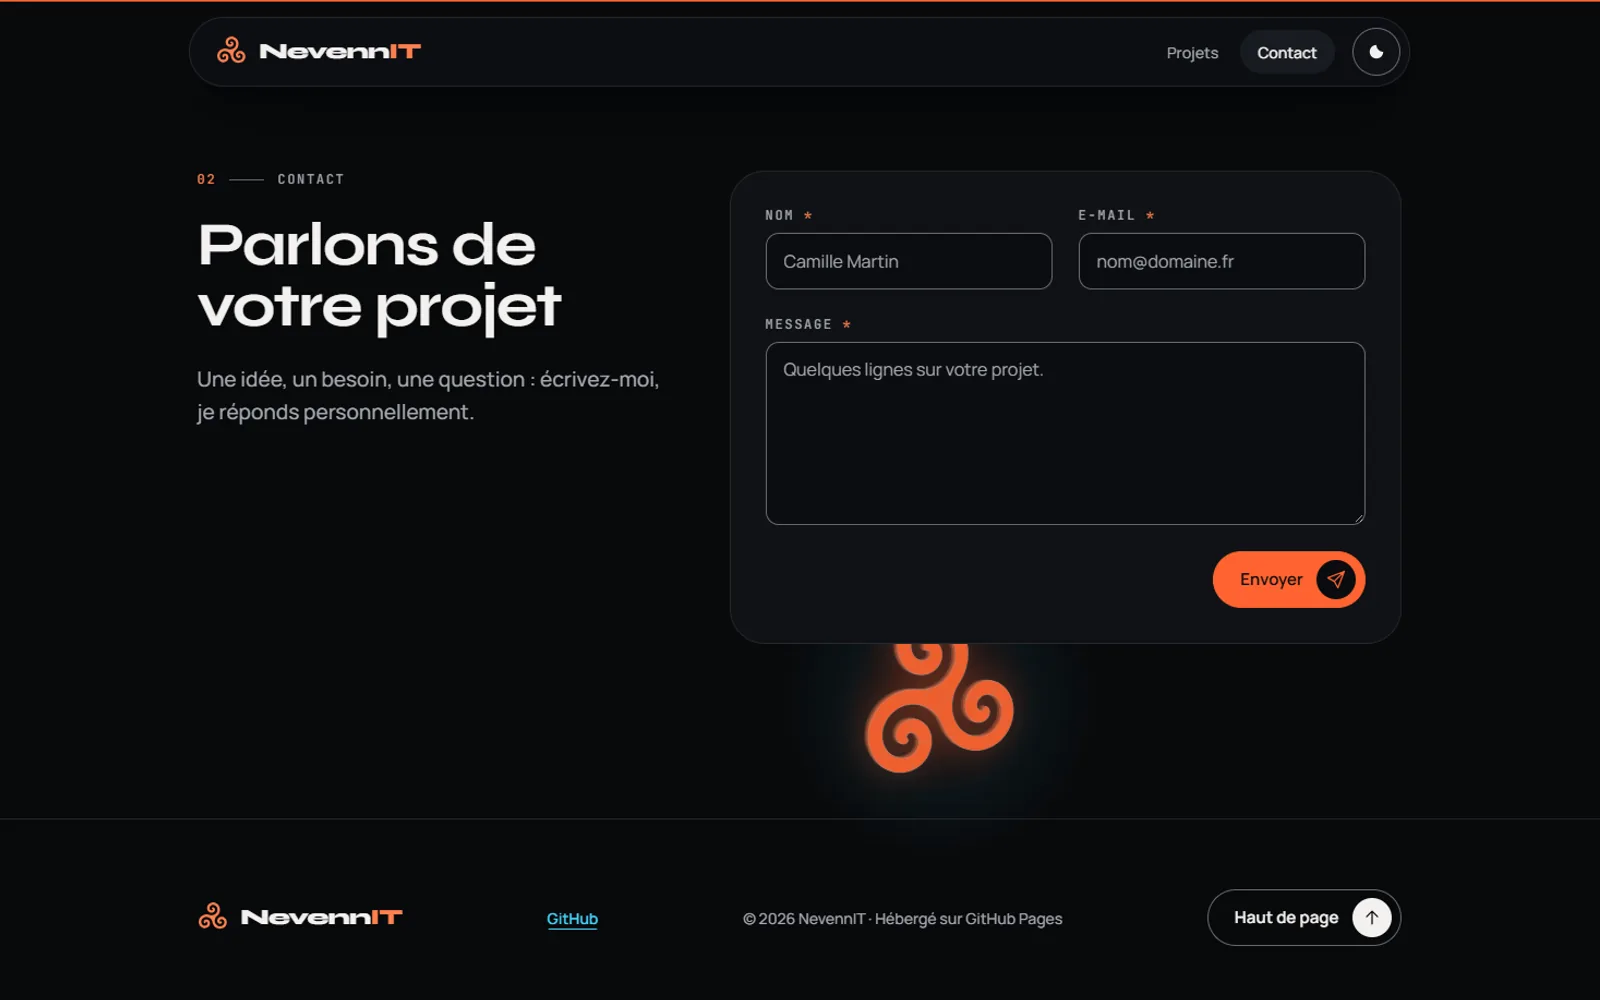 NevennIT
Projets
Contact
02 CONTACT
Parlons de
votre projet
Une idée, un besoin, une question : écrivez-moi,
je réponds personnellement.
NOM *
E-MAIL *
Camille Martin
nom@domaine.fr
MESSAGE *
Quelques lignes sur votre projet.
Envoyer
NevennIT
GitHub
© 2026 NevennIT · Hébergé sur GitHub Pages
Haut de page